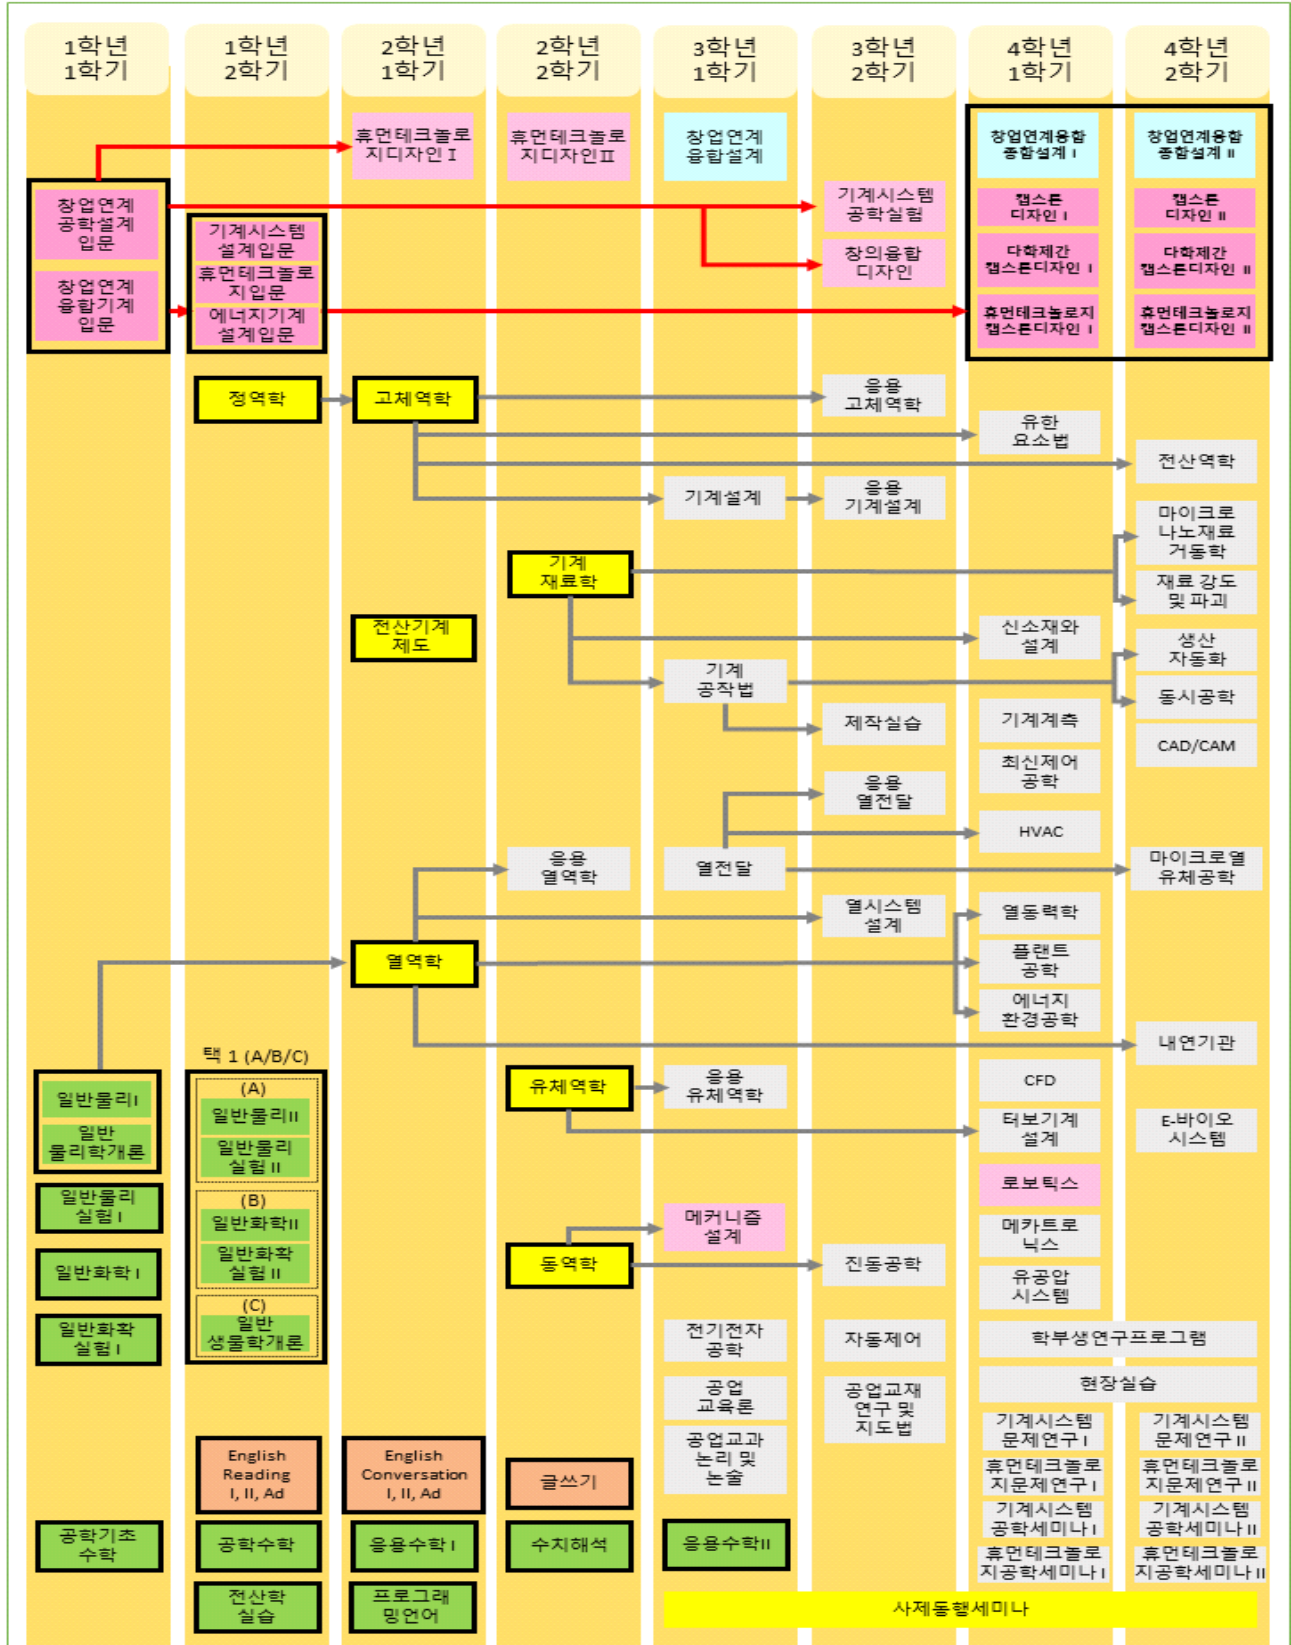 1학년
1학기
1학년
2학기
2학년
1학기
2학년
2학기
3학년
1학기
3학년
2학기
4학년
1학기
4학년
2학기
휴먼테크놀로
지디자인 I
휴먼테크놀로
지디자인II
창업연계
융합설계
창업연계융합
종합설계 I
창업연계융합
종합설계 II
창업연계
공학설계
입문
창업연계
융합기계
입문
기계시스템
설계입문
휴먼테크놀로
지입문
에너지기계
설계입문
기계시스템
공학실험
창의융합
디자인
캡스톤
디자인 I
캡스톤
디자인 II
다학제간
캡스톤디자인 I
다학제간
캡스톤디자인 II
휴먼테크놀로지
캡스톤디자인 I
휴먼테크놀로지
캡스톤디자인 II
정역학
고체역학
응용
고체역학
유한
요소법
전산역학
기계설계
응용
기계설계
마이크로
나노재료
거동학
기계
재료학
재료 강도
및 파괴
전산기계
제도
신소재와
설계
생산
자동화
기계
공작법
동시공학
제작실습
기계계측
CAD/CAM
최신제어
공학
응용
열전달
HVAC
응용
열역학
열전달
마이크로열
유체공학
열시스템
설계
열동력학
열역학
플랜트
공학
에너지
환경공학
내연기관
택 1 (A/B/C)
일반물리I
일반
물리학개론
(A)
일반물리II
일반물리
실험 II
유체역학
응용
유체역학
CFD
터보기계
설계
E-바이오
시스템
로보틱스
일반물리
실험 I
(B)
일반화학II
일반화확
실험 II
메커니즘
설계
메카트로
닉스
일반화학 I
동역학
진동공학
유공압
시스템
(C)
일반
생물학개론
일반화확
실험 I
전기전자
공학
자동제어
학부생연구프로그램
공업
교육론
공업교재
연구 및
지도법
현장실습
공업교과
논리 및
논술
기계시스템
문제연구 I
기계시스템
문제연구 II
English
Reading
I, II, Ad
English
Conversation
I, II, Ad
글쓰기
휴먼테크놀로
지문제연구 I
휴먼테크놀로
지문제연구 II
기계시스템
공학세미나 I
기계시스템
공학세미나 II
공학기초
수학
공학수학
응용수학 I
수치해석
응용수학II
휴먼테크놀로
지공학세미나 I
휴먼테크놀로
지공학세미나 II
전산학
실습
프로그래
밍언어
사제동행세미나